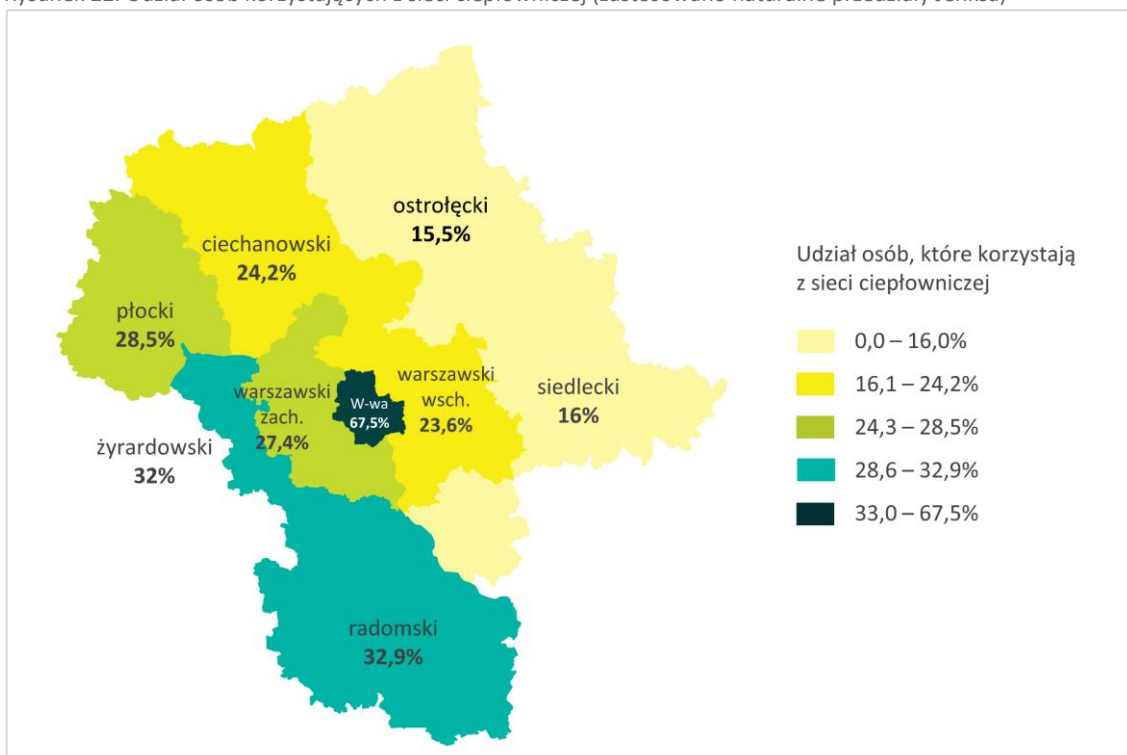 ostrołęcki
15,5%
ciechanowski
24,2%
płocki
28,5%
warszawski
zach.
27,4%
W-wa
67,5%
warszawski
wsch.
23,6%
siedlecki
16%
żyrardowski
32%
radomski
32,9%
Udział osób, które korzystają
z sieci ciepłowniczej
0,0 – 16,0%
16,1 – 24,2%
24,3 – 28,5%
28,6 – 32,9%
33,0 – 67,5%